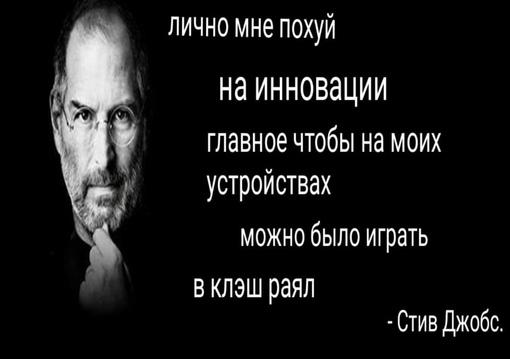 лично мне похуй
на инновации
главное чтобы на моих
устройствах
можно было играть
в клэш раял
- Стив Джобс.